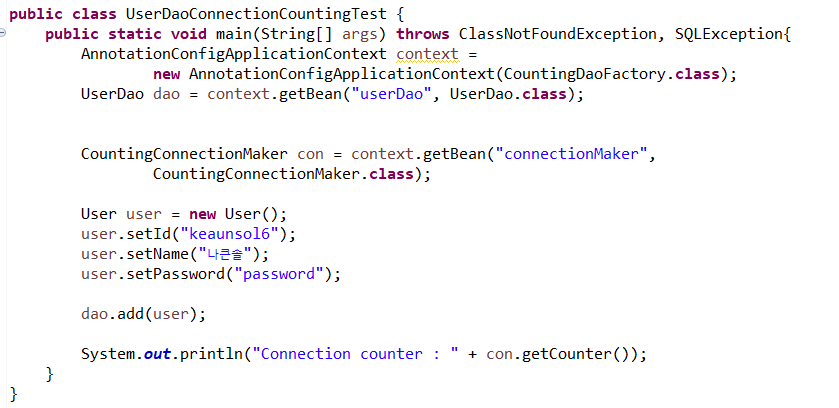 public class UserDaoConnectionCountingTest {
public static void main(String[] args) throws ClassNotFoundException, SQLException{
AnnotationConfigApplicationContext context =
new AnnotationConfigApplicationContext(CountingDaoFactory.class);
UserDao dao = context.getBean("userDao", UserDao.class);
CountingConnectionMaker con = context.getBean("connectionMaker",
CountingConnectionMaker.class);
User user = new User();
user.setId("keaunsol6");
user.setName("나큰솔");
user.setPassword("password");
dao.add(user);
System.out.println("Connection counter : " + con.getCounter());
}
}